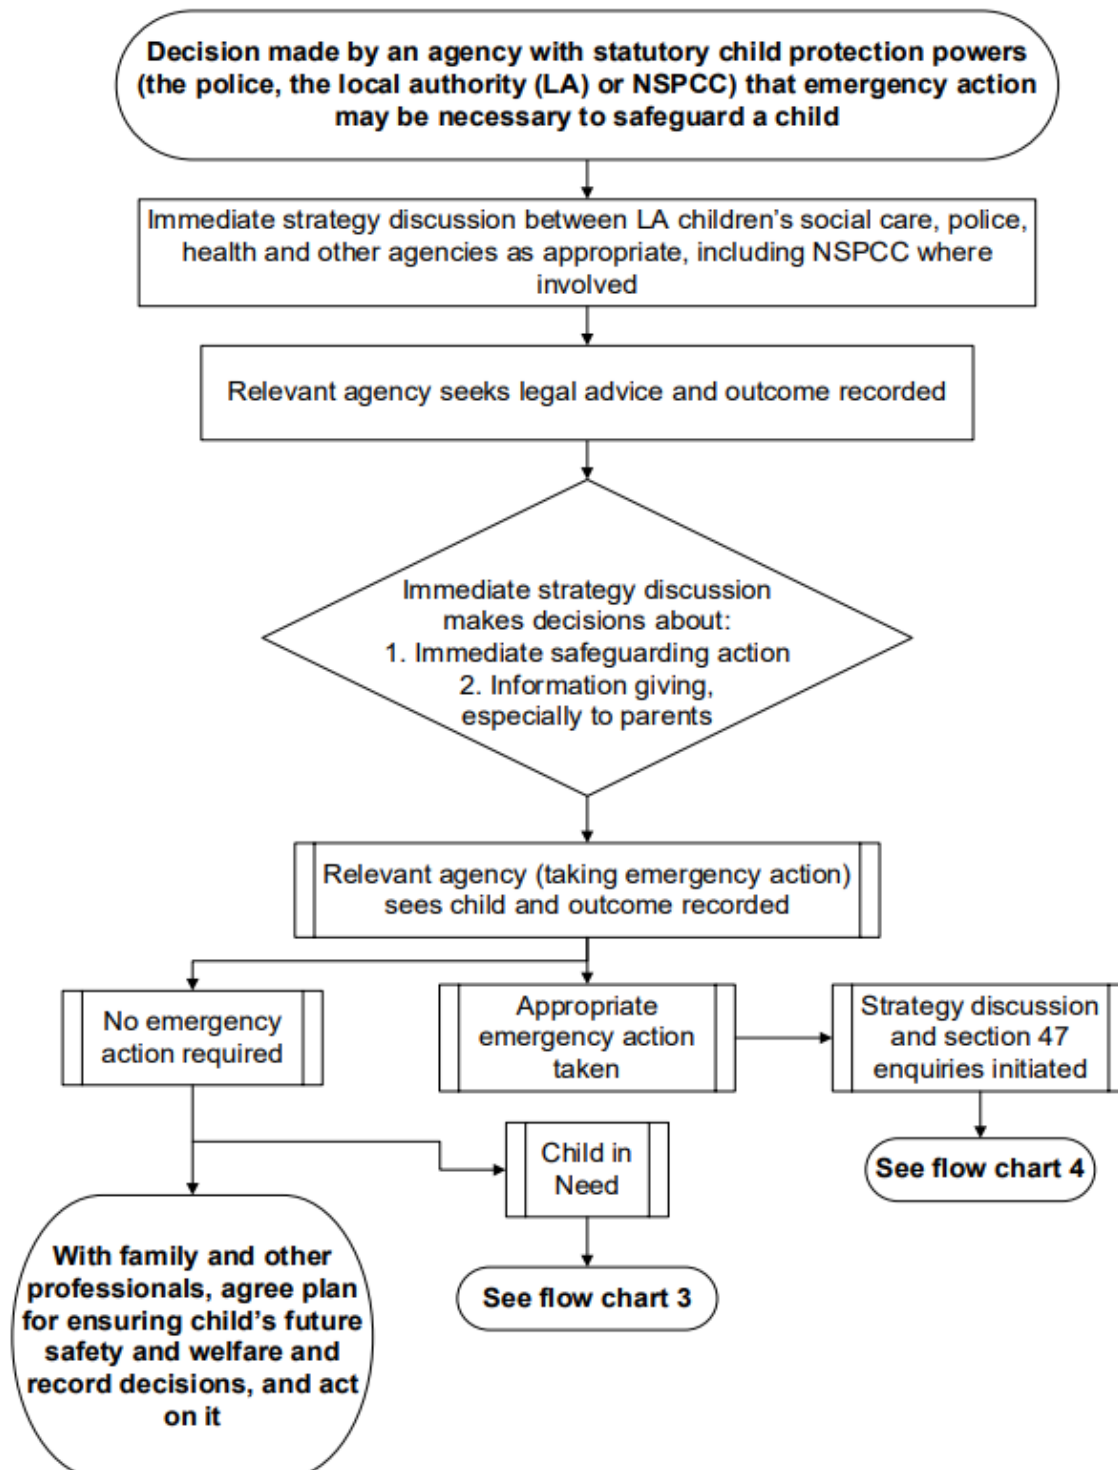 Decision made by an agency with statutory child protection powers
(the police, the local authority (LA) or NSPCC) that emergency action
may be necessary to safeguard a child
Immediate strategy discussion between LA children's social care, police,
health and other agencies as appropriate, including NSPCC where
involved
Relevant agency seeks legal advice and outcome recorded
Immediate strategy discussion
makes decisions about:
1. Immediate safeguarding action
2. Information giving,
especially to parents
Relevant agency (taking emergency action)
sees child and outcome recorded
No emergency
action required
Appropriate
emergency action
taken
Strategy discussion
and section 47
enquiries initiated
Child in
Need
See flow chart 4
With family and other
professionals, agree plan
for ensuring child's future
safety and welfare and
record decisions, and act
on it
See flow chart 3